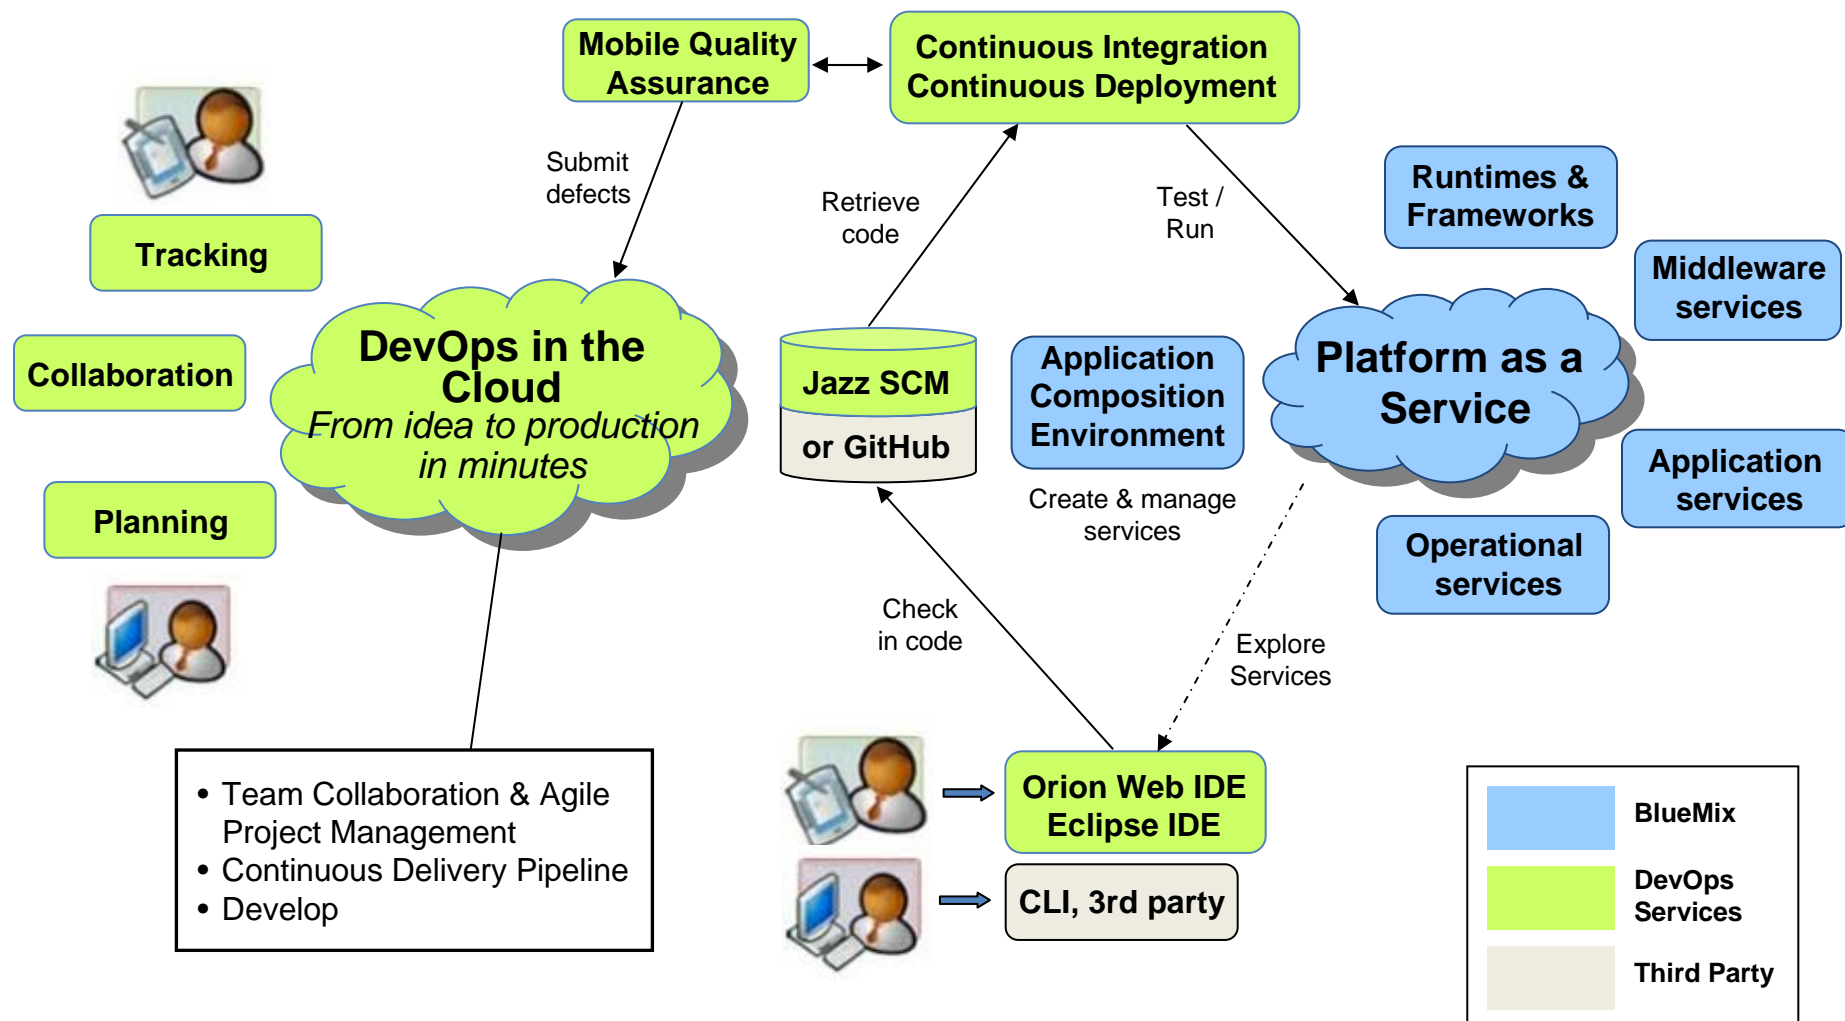 Mobile Quality
Assurance
Continuous Integration
Continuous Deployment
Submit
defects
Retrieve
code
Test /
Run
Runtimes &
Frameworks
Tracking
Middleware
services
DevOps in the
Cloud
From idea to production
in minutes
Collaboration
Jazz SCM
or GitHub
Application
Composition
Environment
Create & manage
services
Platform as a
Service
Application
services
Planning
Operational
services
Check
in code
Explore
Services
• Team Collaboration & Agile
Project Management
• Continuous Delivery Pipeline
• Develop
Orion Web IDE
Eclipse IDE
CLI, 3rd party
BlueMix
DevOps
Services
Third Party